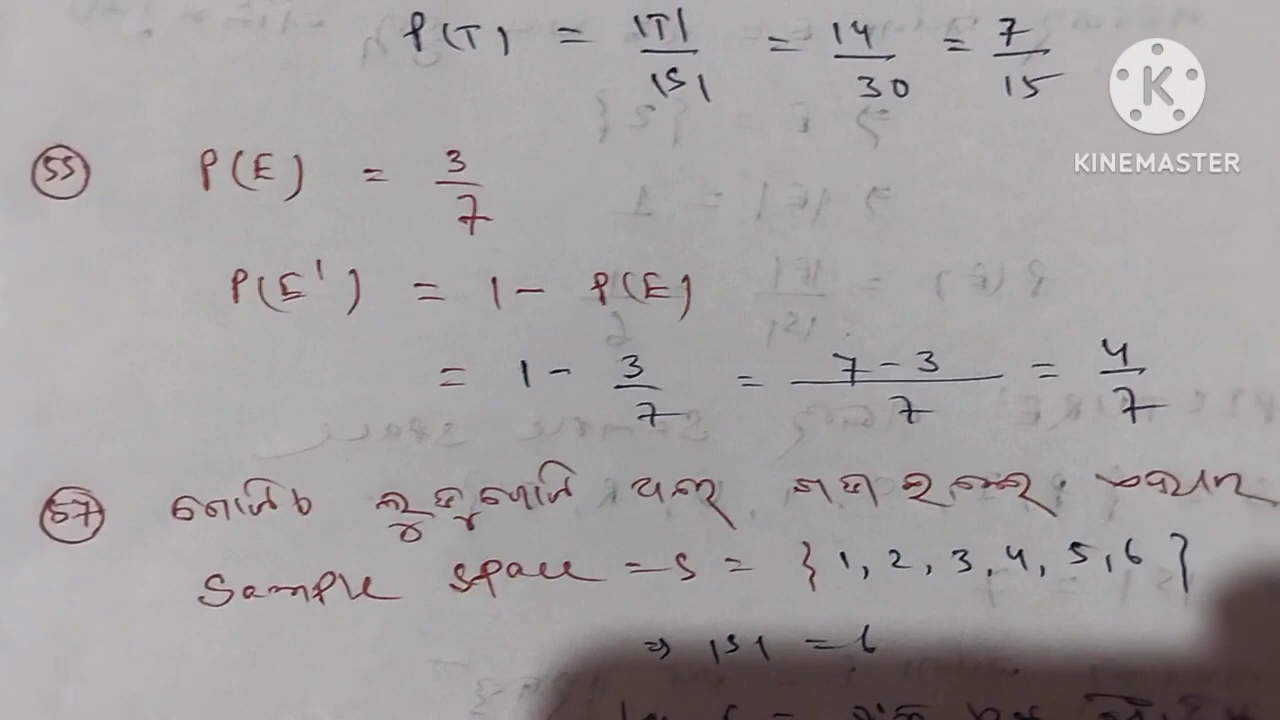 P(T) = |T| / |S| = 14 / 30 = 7 / 15
KINEMASTER
55 P(E) = 3 / 7
P(E') = 1 - P(E)
= 1 - 3 / 7 = 7 - 3 / 7 = 4 / 7
57 ଗୋଟିଏ ଲୁଡୁଗୋଟି ଥରେ
Sample space = S = { 1, 2, 3, 4, 5, 6 }
⇒ |S| = 6